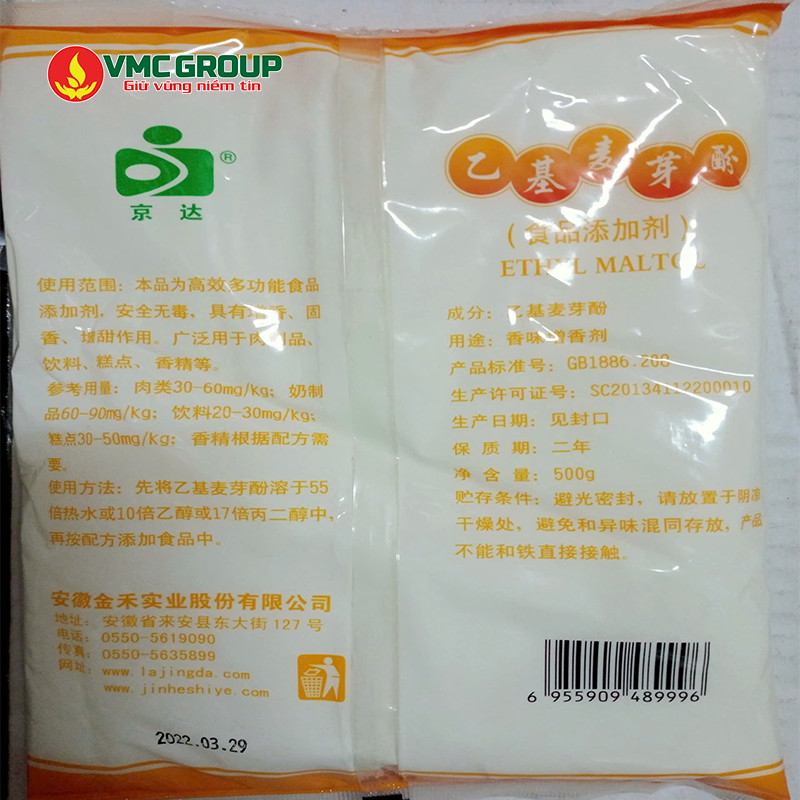 VMC GROUP
Giữ vững niềm tin
®
京达
使用范围：本品为高效多功能食品
添加剂，安全无毒，具有增香、固
香、增甜作用。广泛用于肉制品、
饮料、糕点、香精等。
参考用量：肉类30-60mg/kg；奶制
品60-90mg/kg；饮料20-30mg/kg；
糕点30-50mg/kg；香精根据配方需
要。
使用方法：先将乙基麦芽酚溶于55
倍热水或10倍乙醇或17倍丙二醇中，
再按配方添加食品中。
安徽金禾实业股份有限公司
地址：安徽省来安县东大街127号
电话：0550-5619090
传真：0550-5635899
网址：www.lajingda.com
www.jinheshiye.com
2022.03.29
乙基麦芽酚
（食品添加剂）
ETHYL MALTOL
成分：乙基麦芽酚
用途：香味增香剂
产品标准号：GB1886.208
生产许可证号：SC20134112200010
生产日期：见封口
保质期：二年
净含量：500g
贮存条件：避光密封，请放置于阴凉
干燥处，避免和异味混同存放，产品
不能和铁直接接触。
6 955909 489996